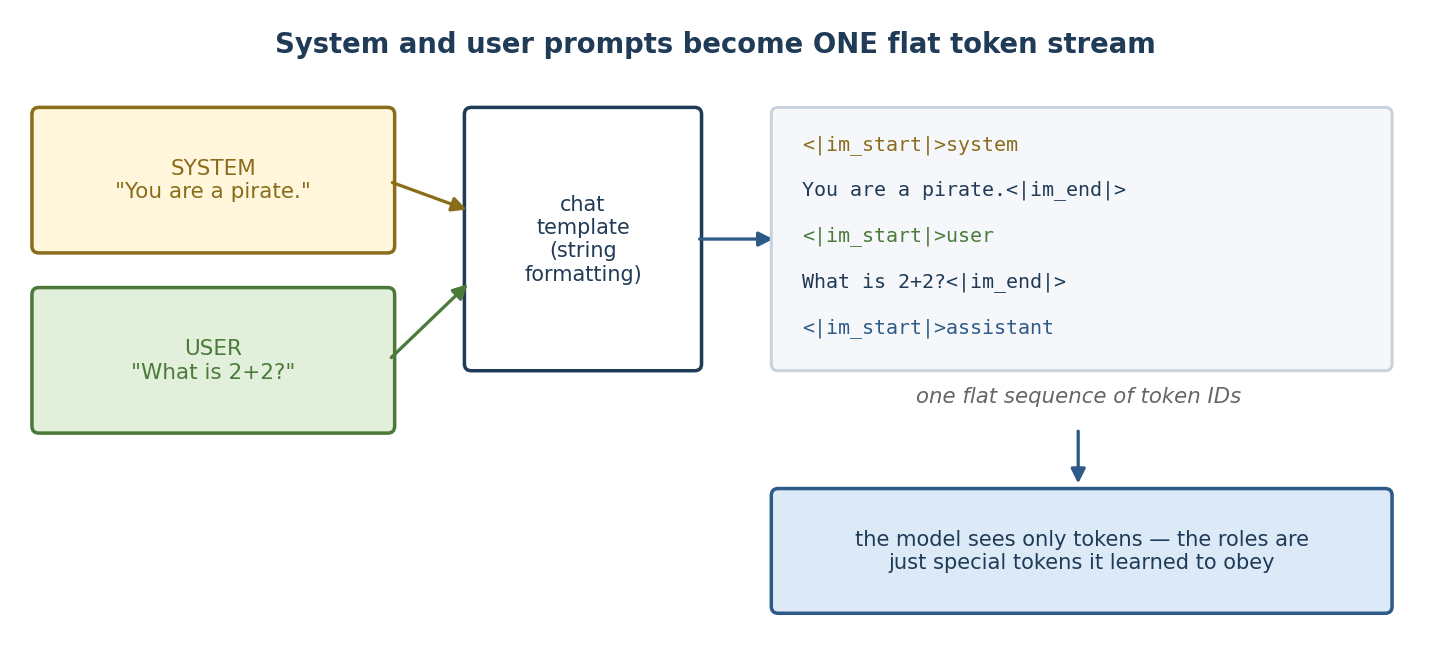 System and user prompts become ONE flat token stream
SYSTEM
"You are a pirate."
USER
"What is 2+2?"
chat
template
(string
formatting)
<|im_start|>system
You are a pirate.<|im_end|>
<|im_start|>user
What is 2+2?<|im_end|>
<|im_start|>assistant
one flat sequence of token IDs
the model sees only tokens — the roles are
just special tokens it learned to obey